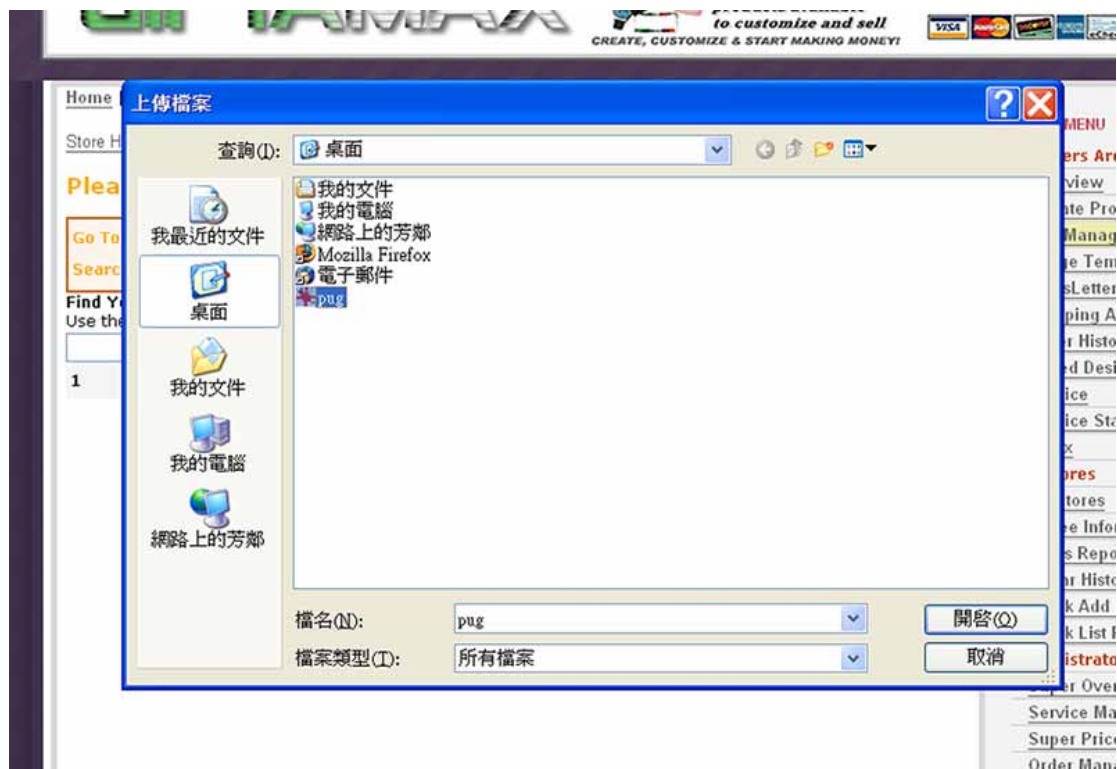 to customize and sell
CREATE, CUSTOMIZE & START MAKING MONEY!
VISA
Home
上傳檔案
MENU
Store H
查詢(I):
桌面
ers Are
Plea
我的文件
view
我的電腦
我最近的文件
網路上的芳鄰
ate Pro
Go To
Mozilla Firefox
Manag
電子郵件
ge Tem
Searc
pug
sLetter
Find Y
桌面
Use the
ping A
r Histo
1
我的文件
d Desi
ice
ice Sta
x
我的電腦
ores
tores
網路上的芳鄰
e Infor
s Repo
ar Histo
檔名(N):
pug
開啓(O)
k Add
k List
檔案類型(T):
所有檔案
取消
istrato
Super Over
Service Ma
Super Price
Order Mana